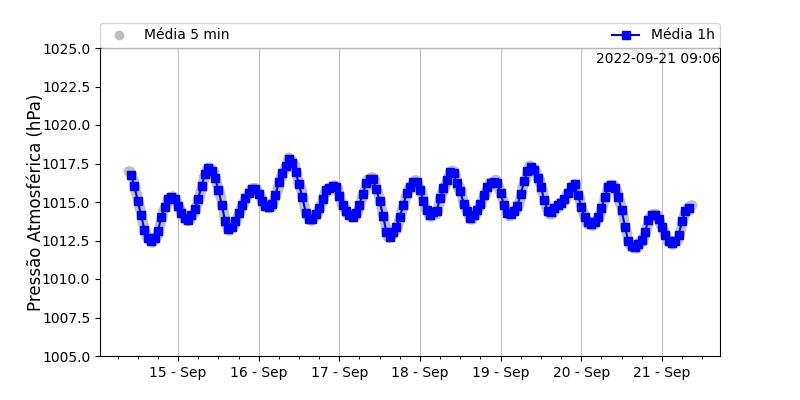 Média 5 min
Média 1h
2022-09-21 09:06
Pressão Atmosférica (hPa)
1025.0
1022.5
1020.0
1017.5
1015.0
1012.5
1010.0
1007.5
1005.0
15 - Sep
16 - Sep
17 - Sep
18 - Sep
19 - Sep
20 - Sep
21 - Sep